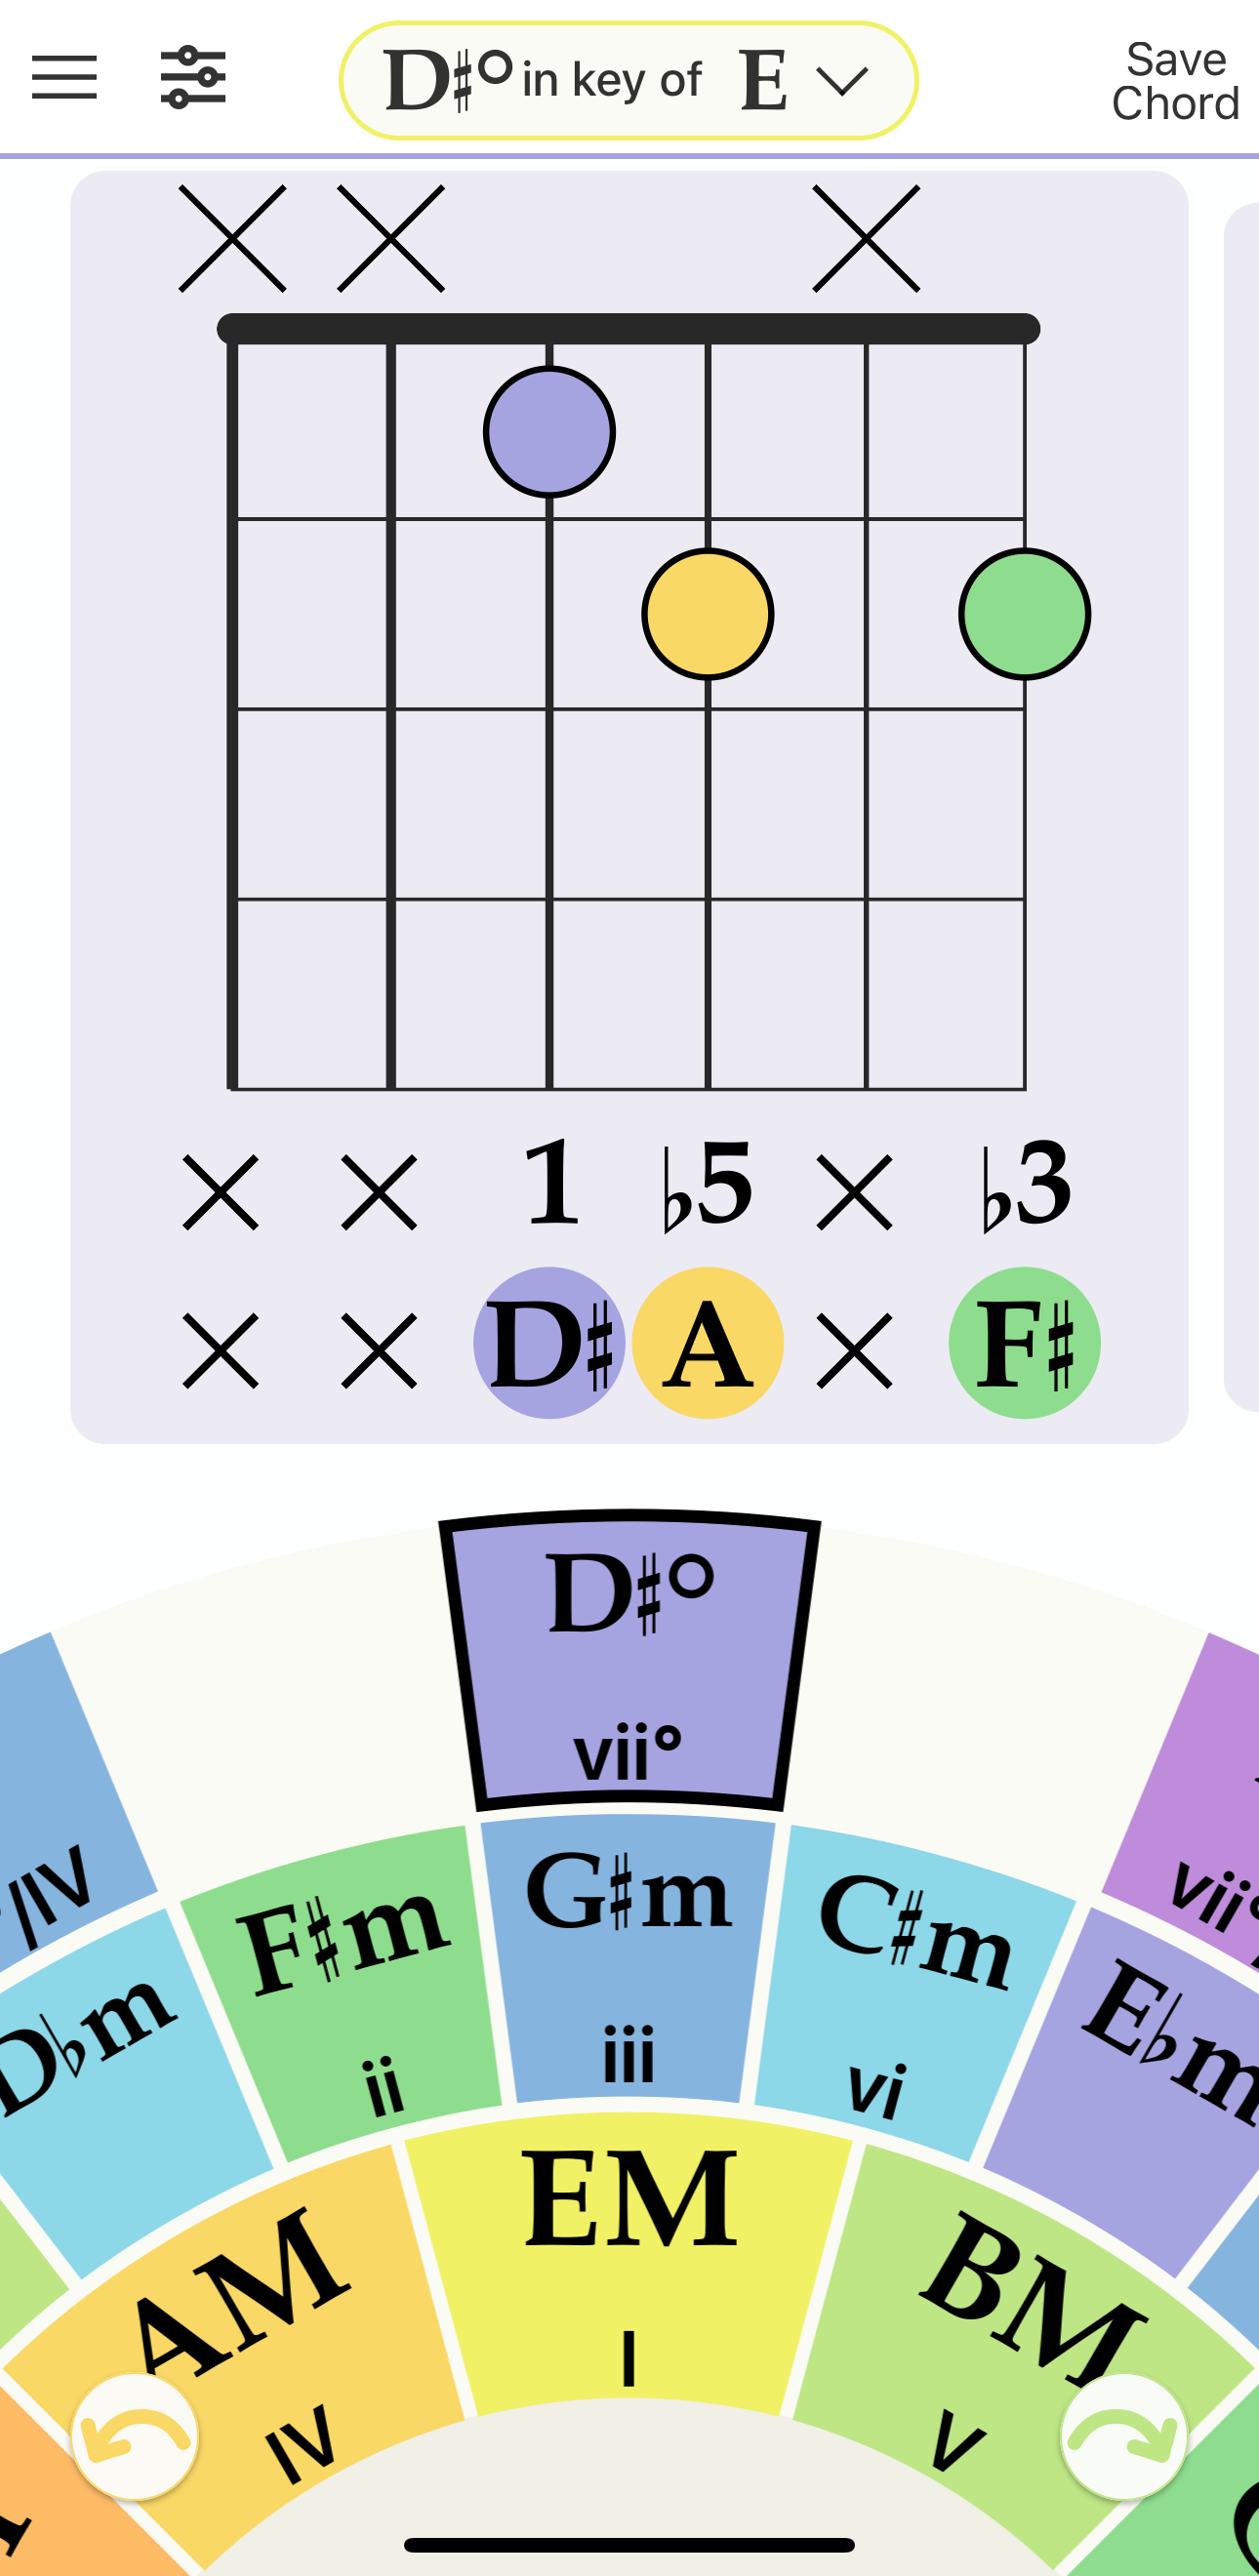 D♯° in key of E
Save
Chord
1 ♭5 ♭3
D♯ A F♯
D♯°
vii°
/IV
vii°
D♭m
F♯m
G♯m
C♯m
E♭m
ii
iii
vi
AM
EM
BM
IV
I
V